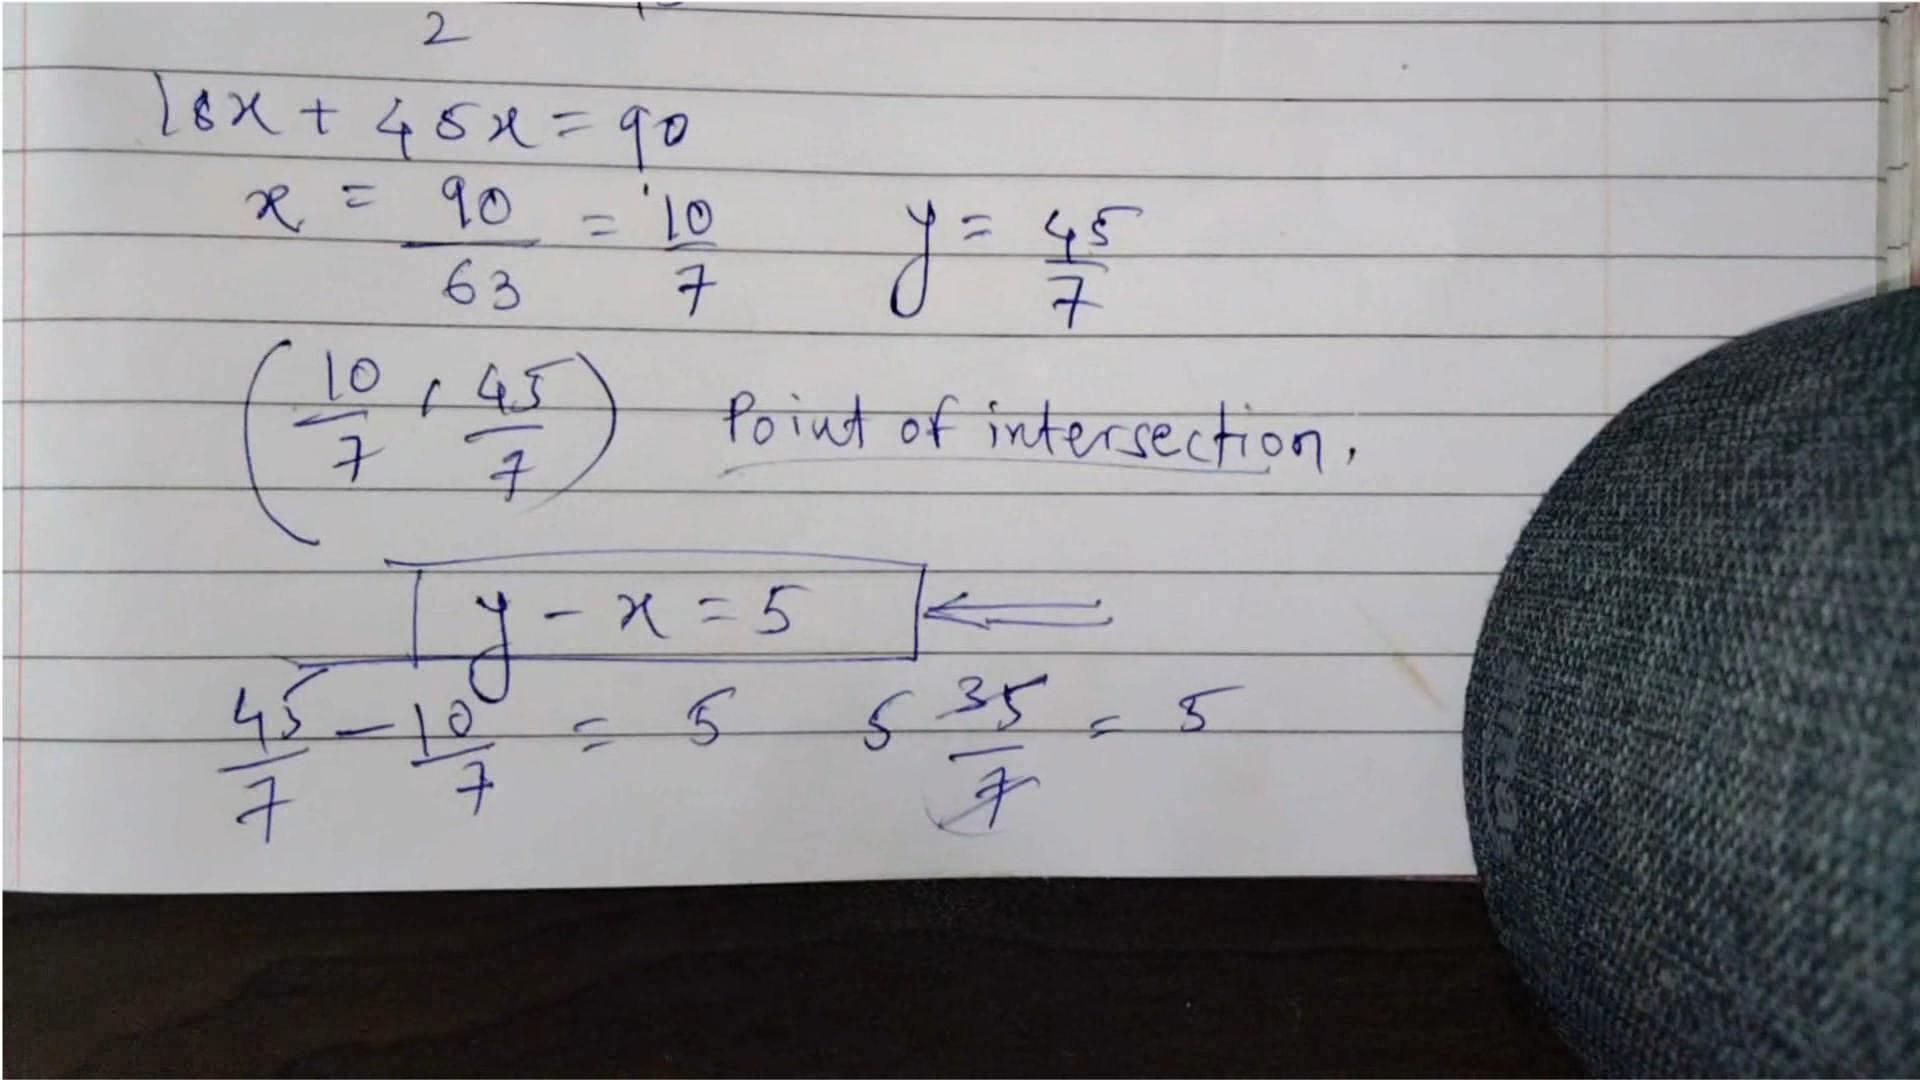 2
18x + 45x = 90
x = 90/63 = 10/7 y = 45/7
(10/7, 45/7) Point of intersection.
y - x = 5
45/7 - 10/7 = 5 5 35/7 = 5